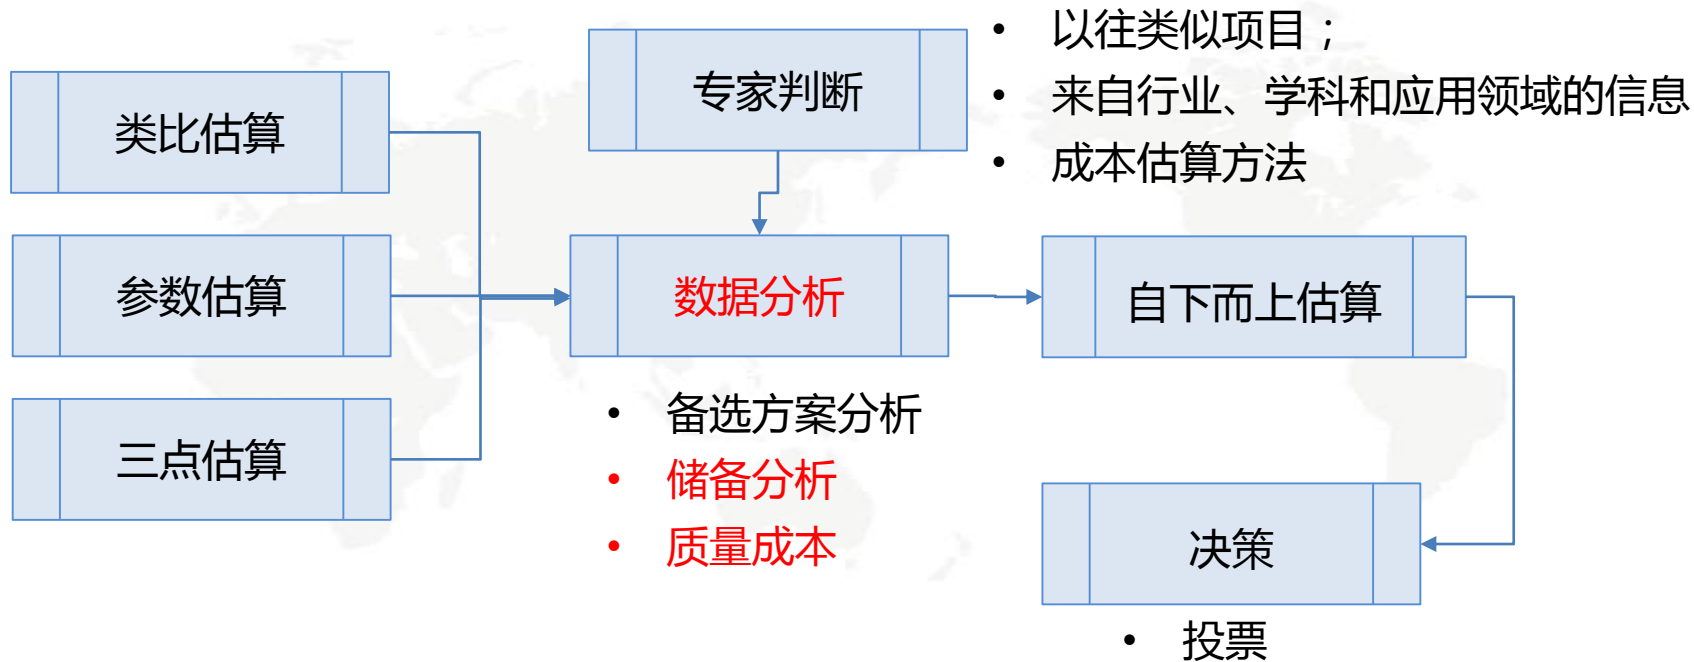 专家判断
• 以往类似项目；
• 来自行业、学科和应用领域的信息
• 成本估算方法
类比估算
参数估算
三点估算
数据分析
• 备选方案分析
• 储备分析
• 质量成本
自下而上估算
决策
• 投票